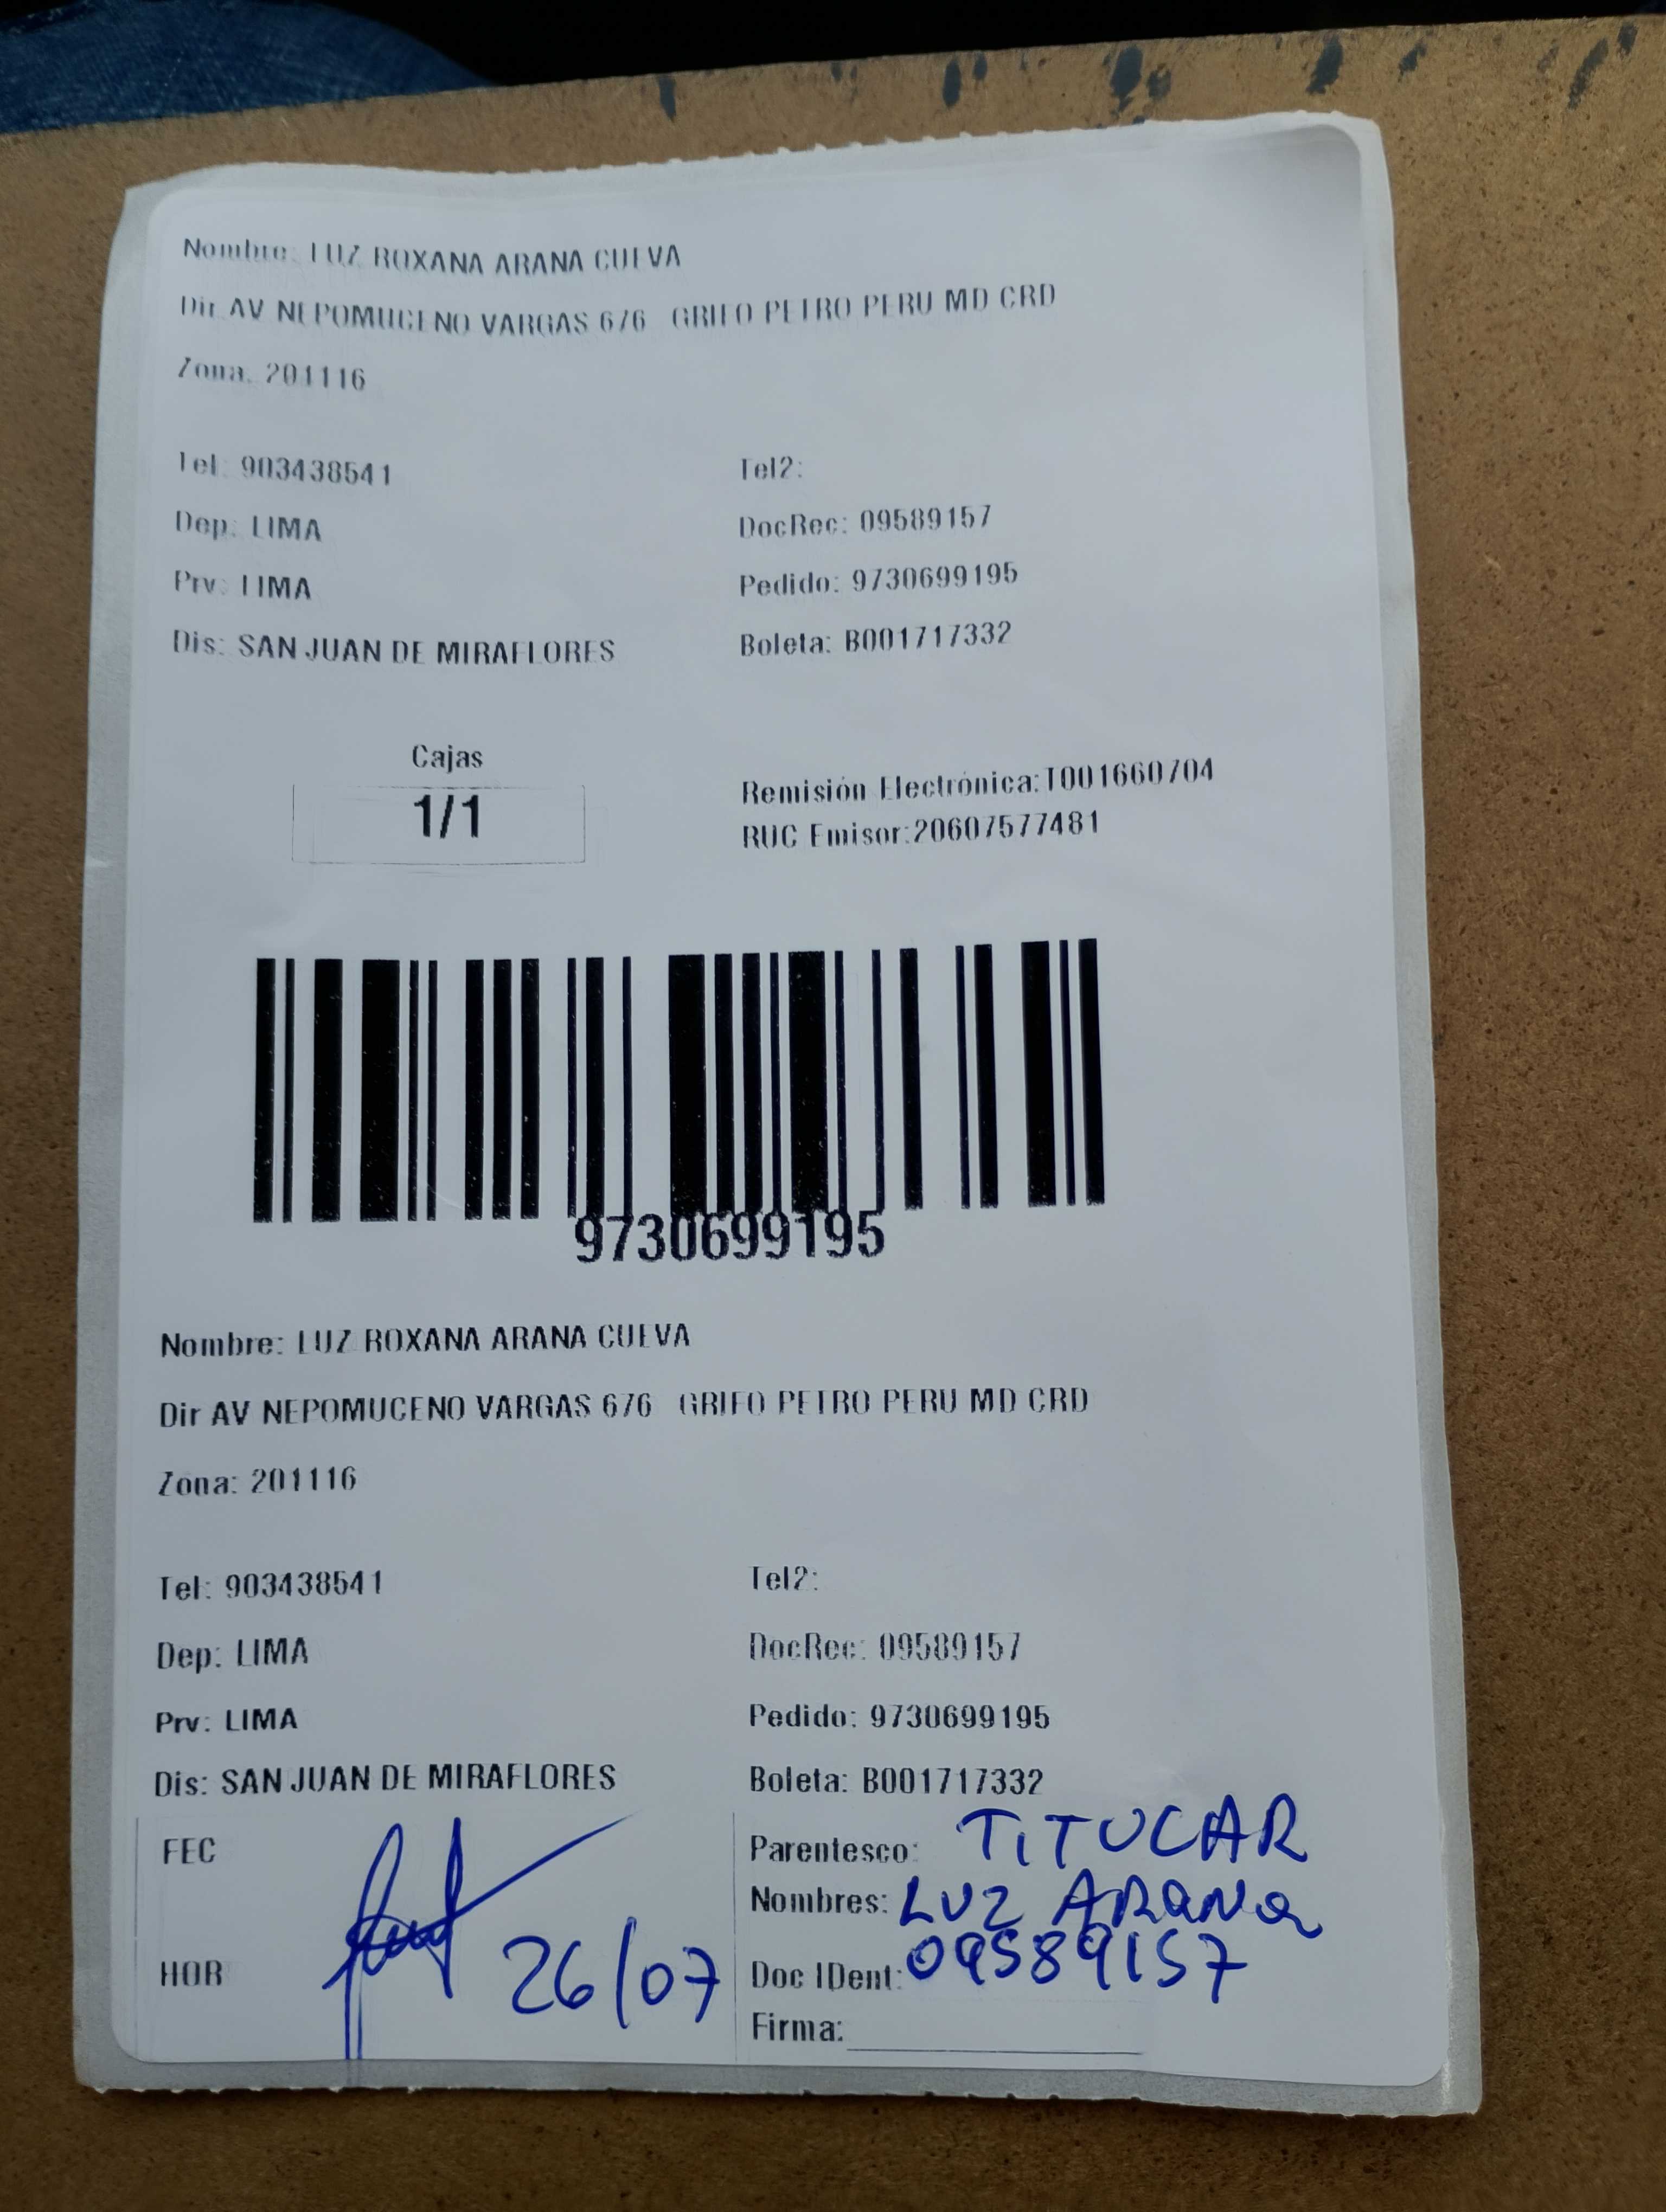 Nombre: LUZ ROXANA ARANA CUEVA
Dir AV NEPOMUCENO VARGAS 676 GRIFO PETRO PERU MD CRD
Zona: 201116
Tel: 903438541 Tel2:
Dep: LIMA DocRec: 09589157
Prv: LIMA Pedido: 9730699195
Dis: SAN JUAN DE MIRAFLORES Boleta: B001717332
Cajas
1/1
Remisión Electrónica:T001660704
RUC Emisor:20607577481
9730699195
Nombre: LUZ ROXANA ARANA CUEVA
Dir AV NEPOMUCENO VARGAS 676 GRIFO PETRO PERU MD CRD
Zona: 201116
Tel: 903438541 Tel2:
Dep: LIMA DocRec: 09589157
Prv: LIMA Pedido: 9730699195
Dis: SAN JUAN DE MIRAFLORES Boleta: B001717332
FEC Parentesco: TITUCAR
Nombres: LUZ ARANA
HOR 26/07 Doc IDent: 09589157
Firma: